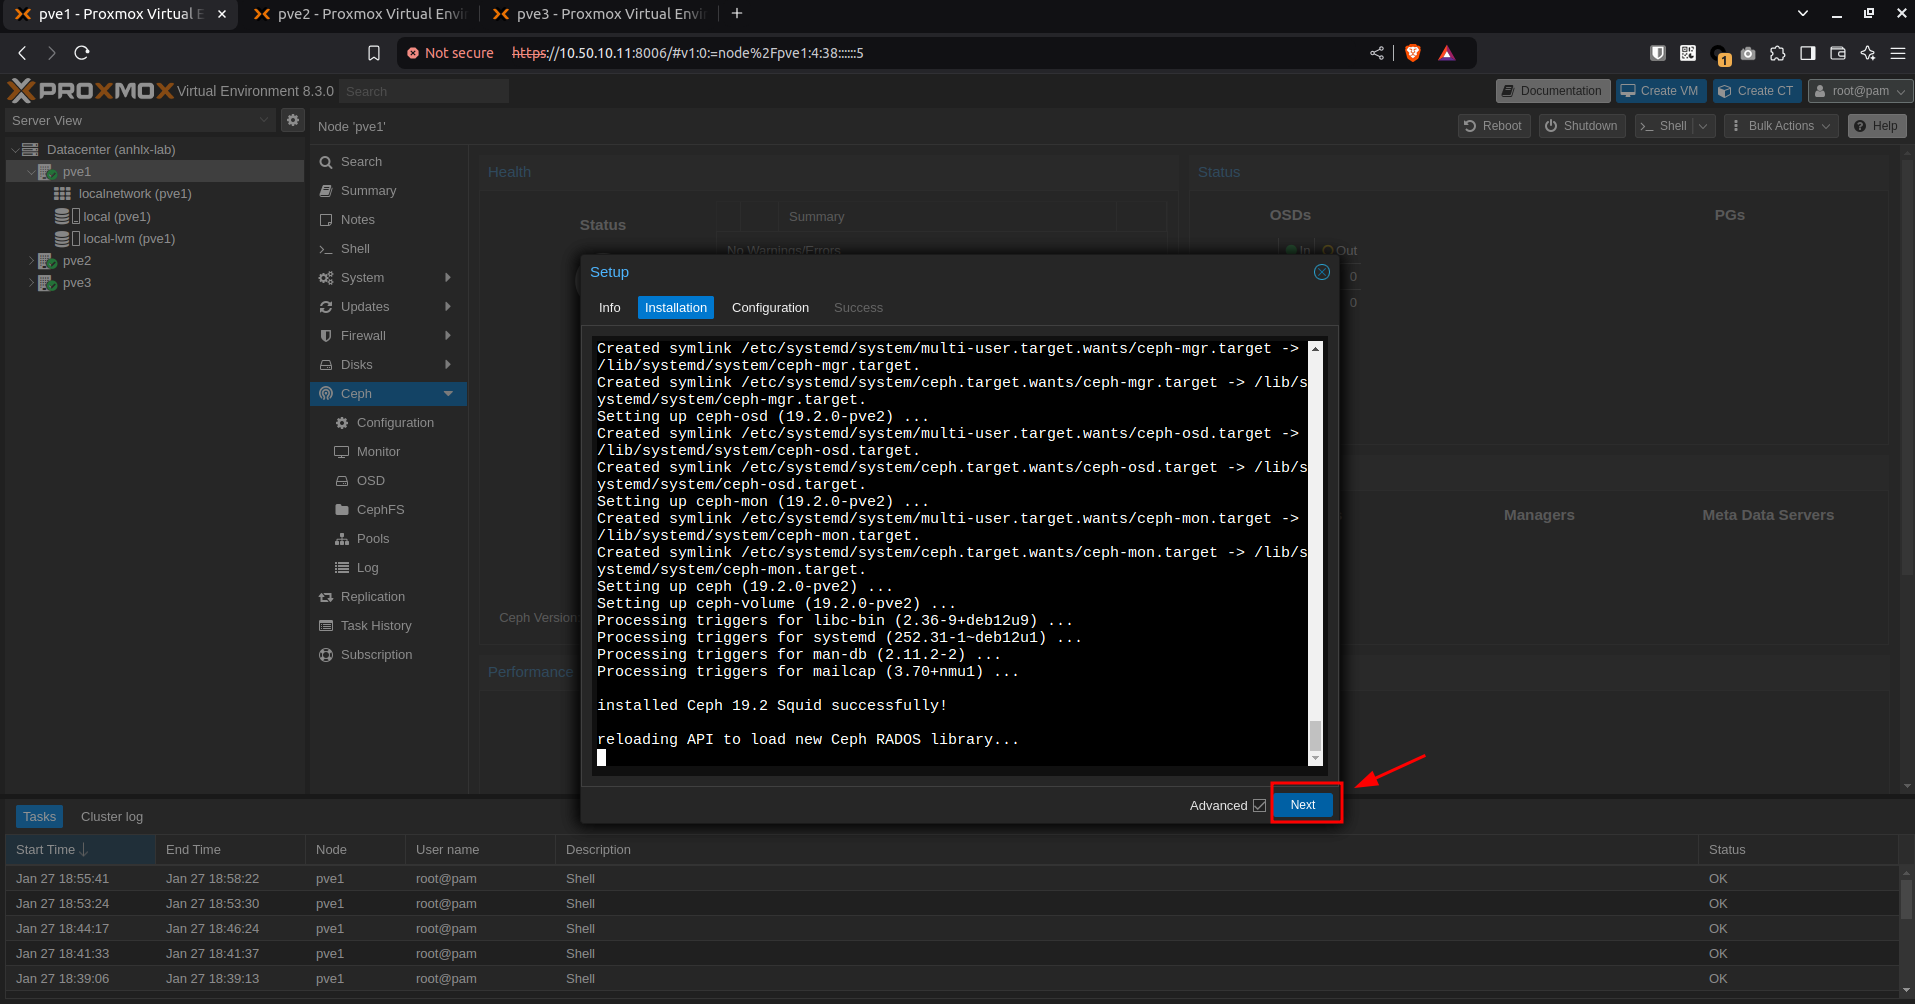 pve1 - Proxmox Virtual E
pve2 - Proxmox Virtual Envi
pve3 - Proxmox Virtual Envi
Not secure
https://10.50.10.11:8006/#v1:0:=node%2Fpve1:4:38::::::5
1
PROXMOX Virtual Environment 8.3.0
Search
Documentation
Create VM
Create CT
root@pam
Server View
Node 'pve1'
Reboot
Shutdown
Shell
Bulk Actions
Help
Datacenter (anhlx-lab)
pve1
localnetwork (pve1)
local (pve1)
local-lvm (pve1)
pve2
pve3
Search
Summary
Notes
Shell
System
Updates
Firewall
Disks
Ceph
Configuration
Monitor
OSD
CephFS
Pools
Log
Replication
Task History
Subscription
Health
Status
Summary
No Warnings/Errors
Ceph Version
Status
OSDs
PGs
In
Out
0
0
Managers
Meta Data Servers
Performance
Setup
Info
Installation
Configuration
Success
Created symlink /etc/systemd/system/multi-user.target.wants/ceph-mgr.target ->
/lib/systemd/system/ceph-mgr.target.
Created symlink /etc/systemd/system/ceph.target.wants/ceph-mgr.target -> /lib/s
ystemd/system/ceph-mgr.target.
Setting up ceph-osd (19.2.0-pve2) ...
Created symlink /etc/systemd/system/multi-user.target.wants/ceph-osd.target ->
/lib/systemd/system/ceph-osd.target.
Created symlink /etc/systemd/system/ceph.target.wants/ceph-osd.target -> /lib/s
ystemd/system/ceph-osd.target.
Setting up ceph-mon (19.2.0-pve2) ...
Created symlink /etc/systemd/system/multi-user.target.wants/ceph-mon.target ->
/lib/systemd/system/ceph-mon.target.
Created symlink /etc/systemd/system/ceph.target.wants/ceph-mon.target -> /lib/s
ystemd/system/ceph-mon.target.
Setting up ceph (19.2.0-pve2) ...
Setting up ceph-volume (19.2.0-pve2) ...
Processing triggers for libc-bin (2.36-9+deb12u9) ...
Processing triggers for systemd (252.31-1~deb12u1) ...
Processing triggers for man-db (2.11.2-2) ...
Processing triggers for mailcap (3.70+nmu1) ...
installed Ceph 19.2 Squid successfully!
reloading API to load new Ceph RADOS library...
Advanced
Next
Tasks
Cluster log
Start Time
End Time
Node
User name
Description
Status
Jan 27 18:55:41 Jan 27 18:58:22 pve1 root@pam Shell OK
Jan 27 18:53:24 Jan 27 18:53:30 pve1 root@pam Shell OK
Jan 27 18:44:17 Jan 27 18:46:24 pve1 root@pam Shell OK
Jan 27 18:41:33 Jan 27 18:41:37 pve1 root@pam Shell OK
Jan 27 18:39:06 Jan 27 18:39:13 pve1 root@pam Shell OK